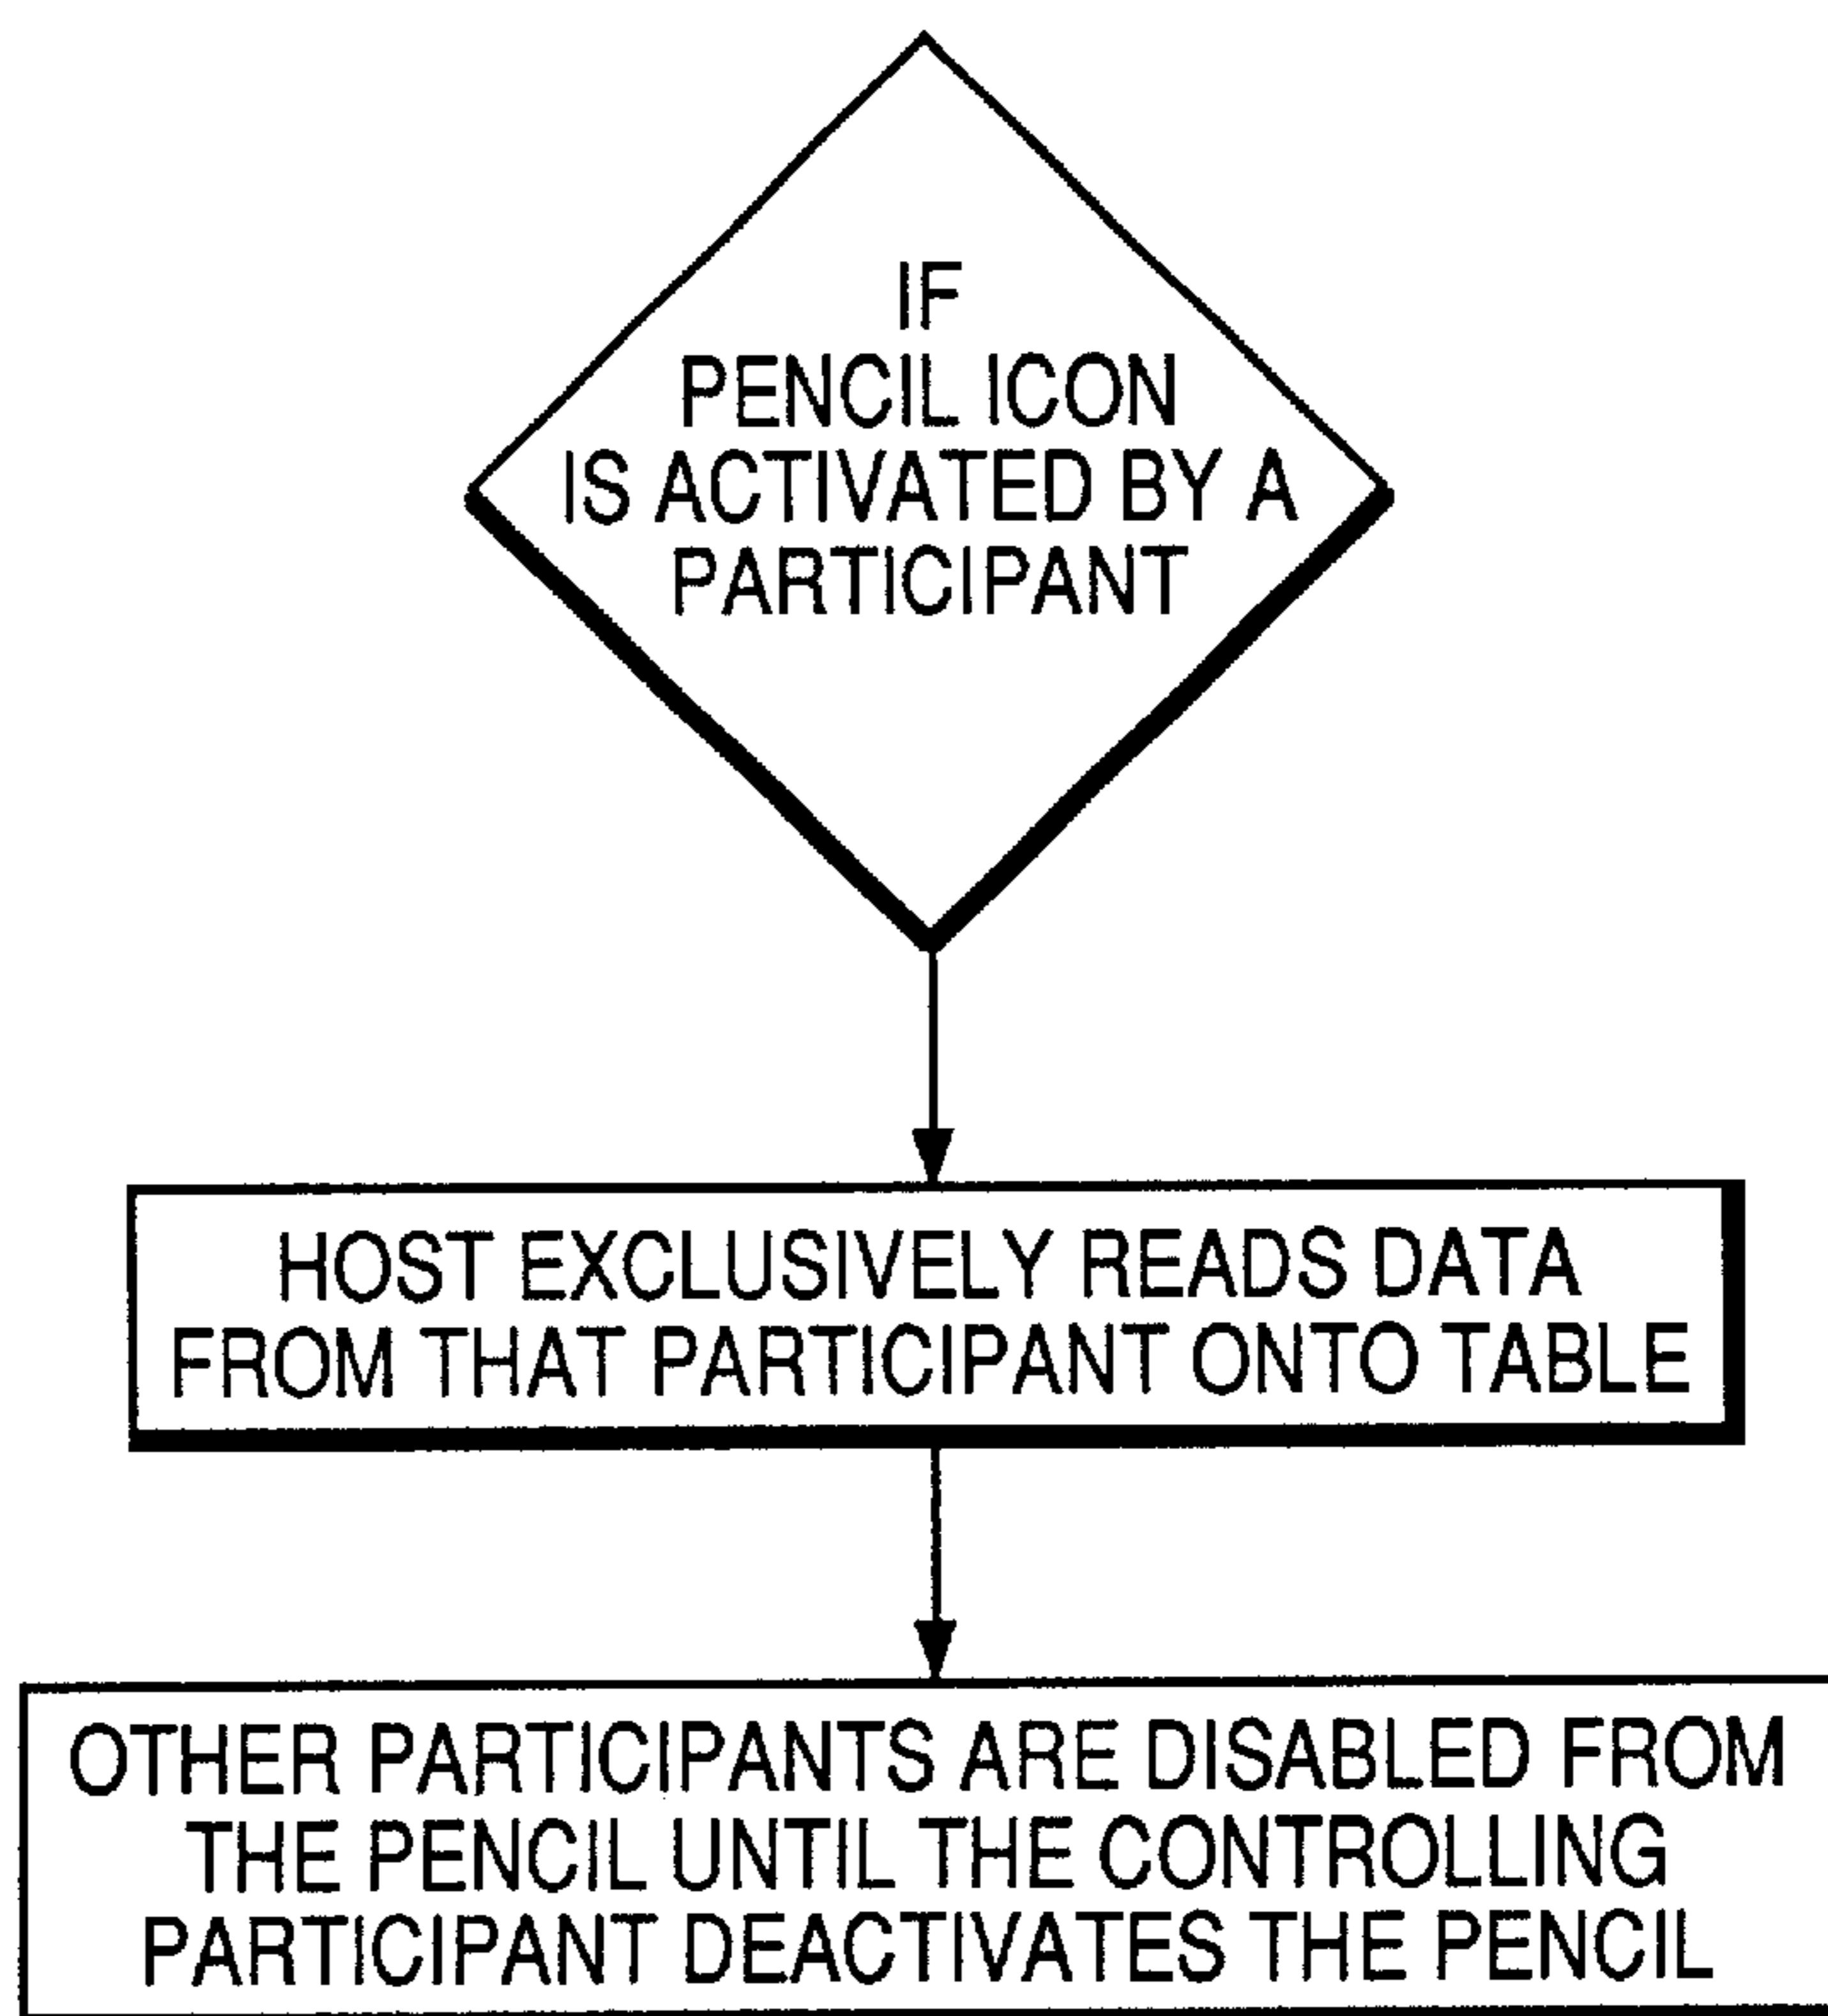 IF
PENCIL ICON
IS ACTIVATED BY A
PARTICIPANT
HOST EXCLUSIVELY READS DATA
FROM THAT PARTICIPANT ONTO TABLE
OTHER PARTICIPANTS ARE DISABLED FROM
THE PENCIL UNTIL THE CONTROLLING
PARTICIPANT DEACTIVATES THE PENCIL